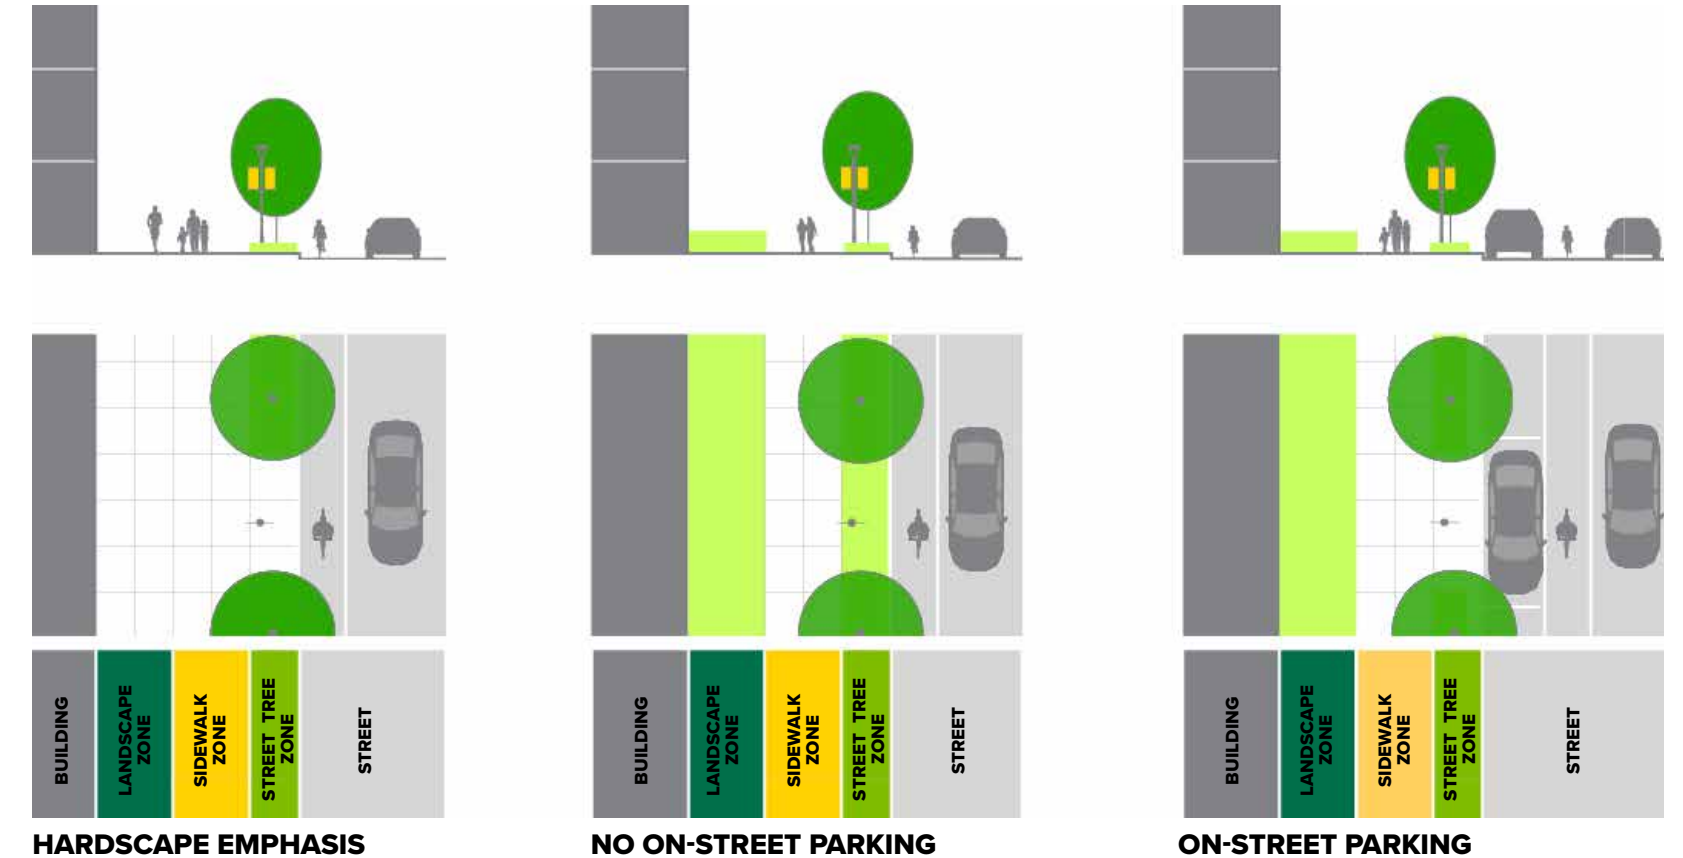 BUILDING
LANDSCAPE
ZONE
SIDEWALK
ZONE
STREET TREE
ZONE
STREET
HARDSCAPE EMPHASIS
BUILDING
LANDSCAPE
ZONE
SIDEWALK
ZONE
STREET TREE
ZONE
STREET
NO ON-STREET PARKING
BUILDING
LANDSCAPE
ZONE
SIDEWALK
ZONE
STREET TREE
ZONE
STREET
ON-STREET PARKING